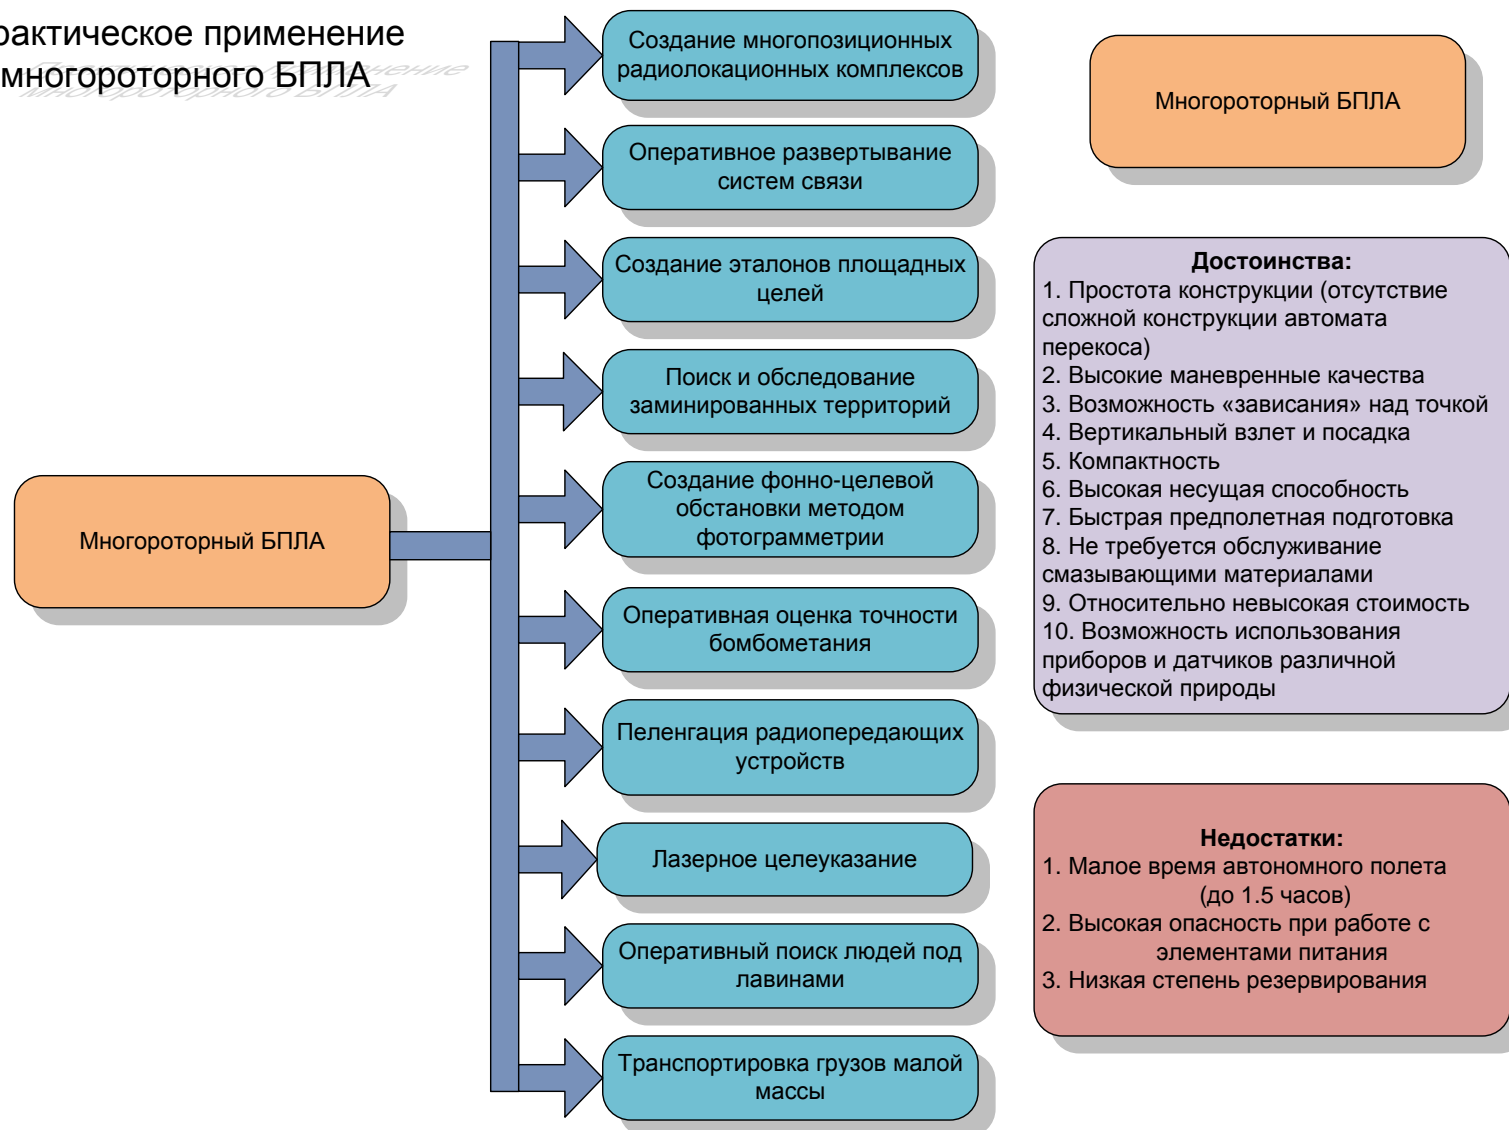 рактическое применение
многороторного БПЛА
Многороторный БПЛА
Создание многопозиционных
радиолокационных комплексов
Оперативное развертывание
систем связи
Создание эталонов площадных
целей
Поиск и обследование
заминированных территорий
Создание фонно-целевой
обстановки методом
фотограмметрии
Оперативная оценка точности
бомбометания
Пеленгация радиопередающих
устройств
Лазерное целеуказание
Оперативный поиск людей под
лавинами
Транспортировка грузов малой
массы
Многороторный БПЛА
Достоинства:
1. Простота конструкции (отсутствие
сложной конструкции автомата
перекоса)
2. Высокие маневренные качества
3. Возможность «зависания» над точкой
4. Вертикальный взлет и посадка
5. Компактность
6. Высокая несущая способность
7. Быстрая предполетная подготовка
8. Не требуется обслуживание
смазывающими материалами
9. Относительно невысокая стоимость
10. Возможность использования
приборов и датчиков различной
физической природы
Недостатки:
1. Малое время автономного полета
(до 1.5 часов)
2. Высокая опасность при работе с
элементами питания
3. Низкая степень резервирования